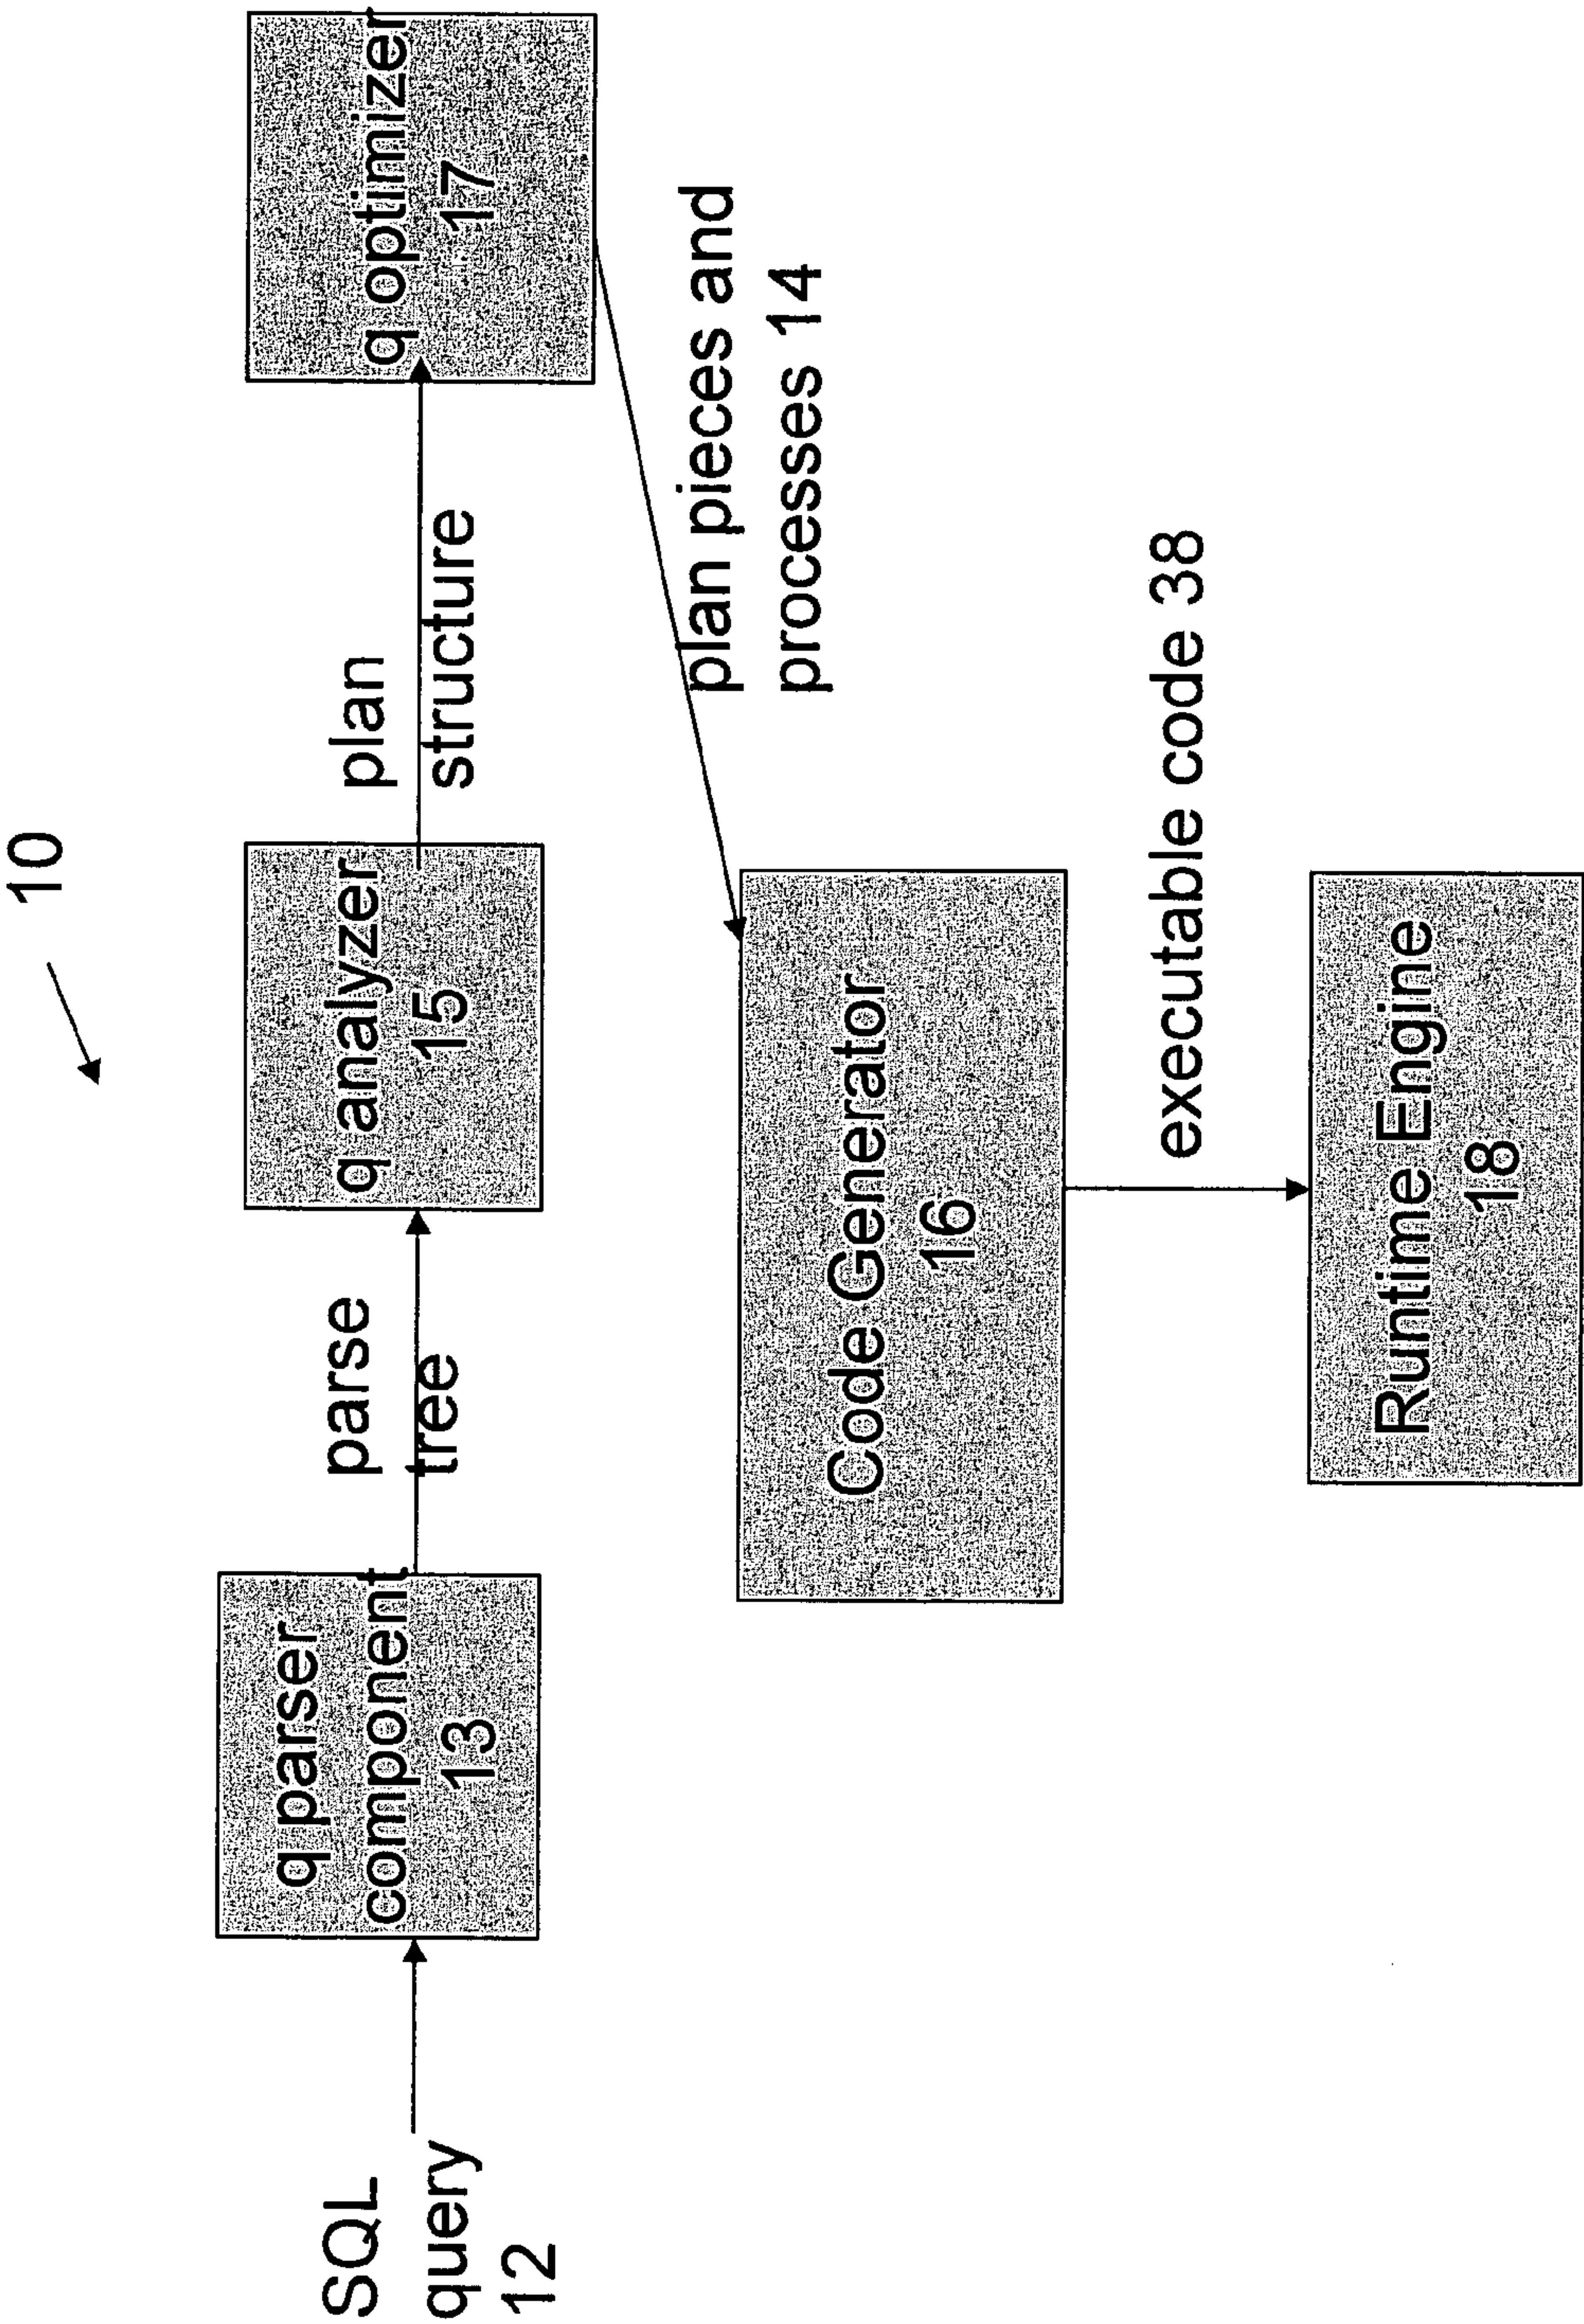 10
SQL
query
12
q parser
component
13
parse
tree
q analyzer
15
plan
structure
q optimizer
17
plan pieces and
processes 14
Code Generator
16
executable code 38
Runtime Engine
18